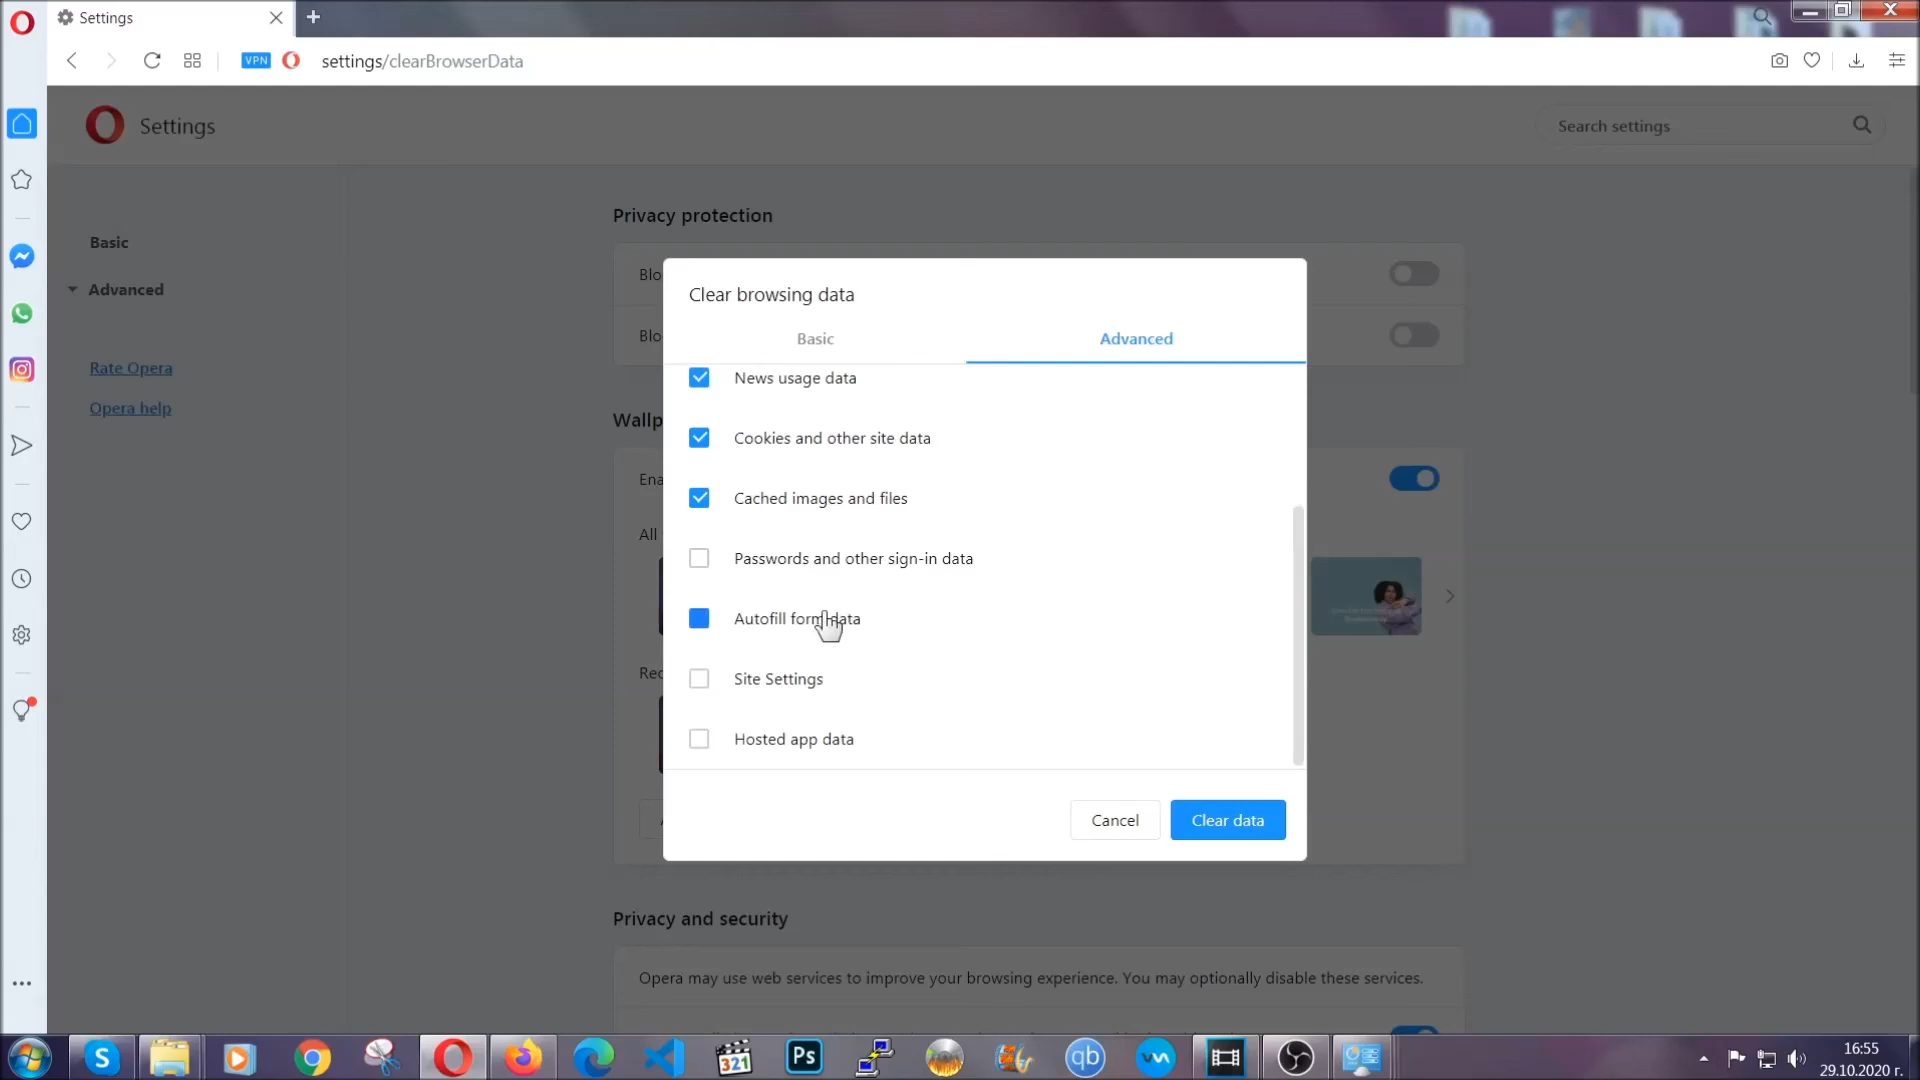 Settings
VPN
settings/clearBrowserData
Settings
Search settings
Basic
Advanced
Rate Opera
Opera help
Privacy protection
Blo
Blo
Wallp
Ena
All
Rec
Clear browsing data
Basic
Advanced
News usage data
Cookies and other site data
Cached images and files
Passwords and other sign-in data
Autofill form data
Site Settings
Hosted app data
Cancel
Clear data
Privacy and security
Opera may use web services to improve your browsing experience. You may optionally disable these services.
S
321
Ps
qb
16:55
29.10.2020 г.